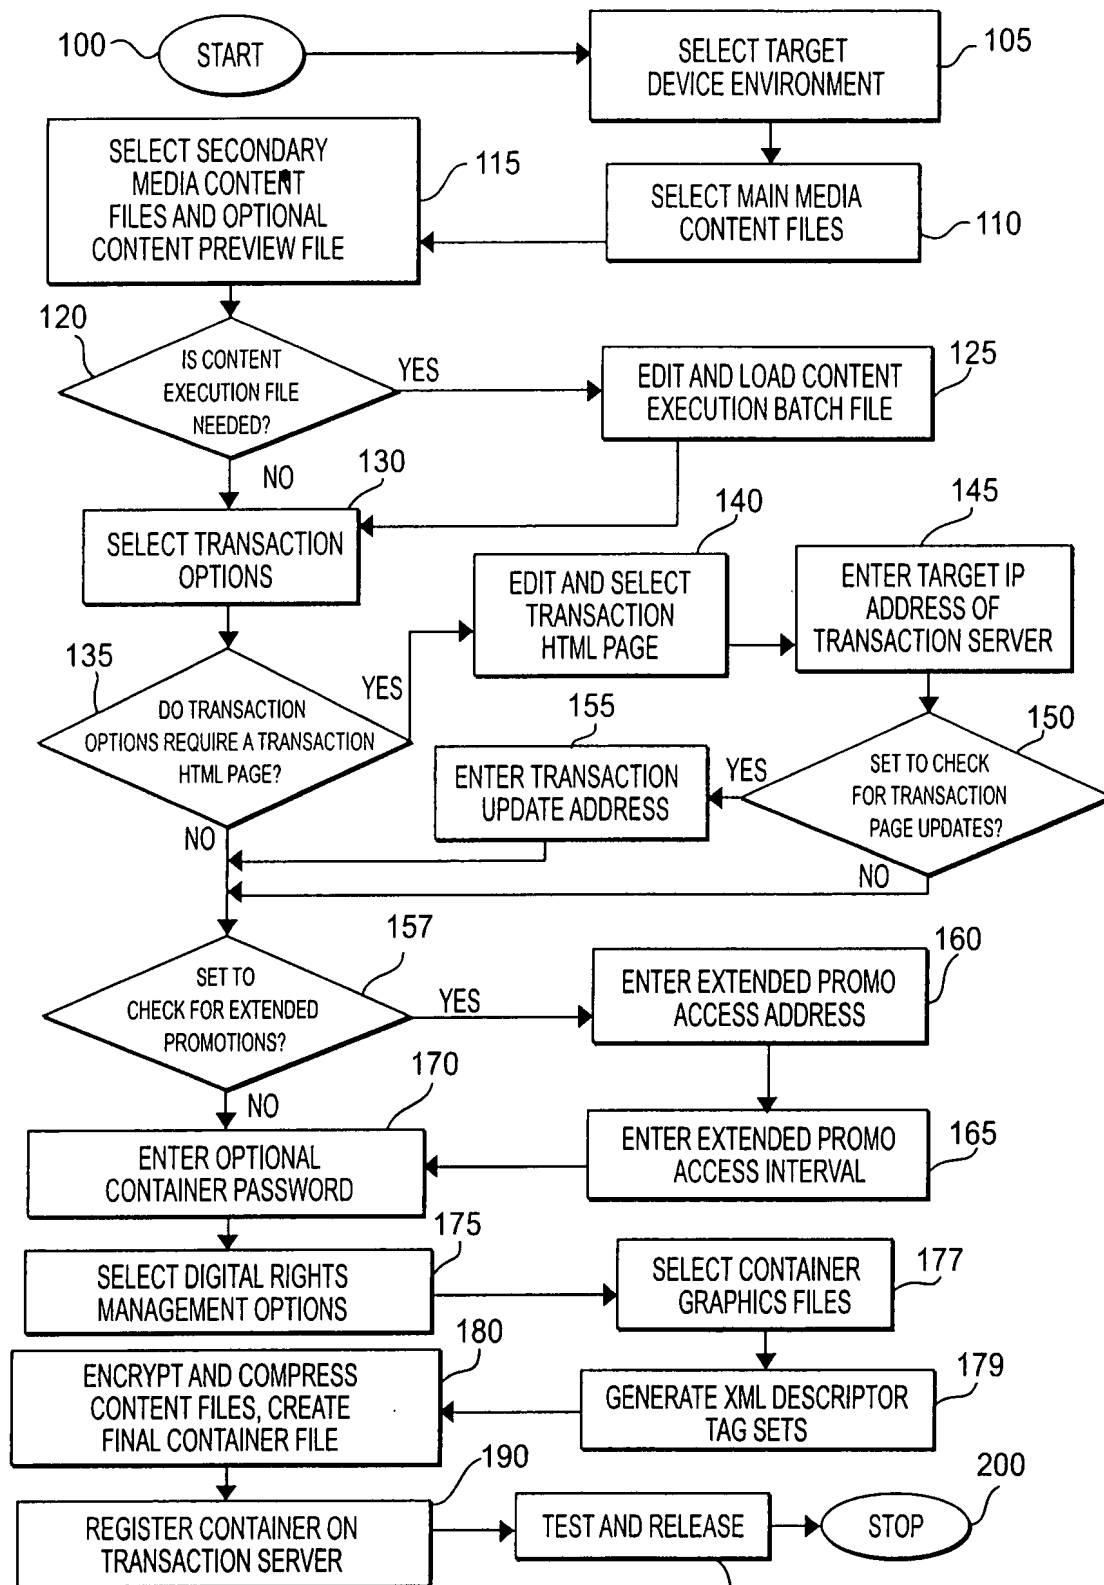 100
START
SELECT TARGET
DEVICE ENVIRONMENT
105
SELECT MAIN MEDIA
CONTENT FILES
110
SELECT SECONDARY
MEDIA CONTENT
FILES AND OPTIONAL
CONTENT PREVIEW FILE
115
120
IS CONTENT
EXECUTION FILE
NEEDED?
YES
NO
EDIT AND LOAD CONTENT
EXECUTION BATCH FILE
125
130
SELECT TRANSACTION
OPTIONS
135
DO TRANSACTION
OPTIONS REQUIRE A TRANSACTION
HTML PAGE?
YES
NO
140
EDIT AND SELECT
TRANSACTION
HTML PAGE
145
ENTER TARGET IP
ADDRESS OF
TRANSACTION SERVER
150
SET TO CHECK
FOR TRANSACTION
PAGE UPDATES?
YES
NO
155
ENTER TRANSACTION
UPDATE ADDRESS
157
SET TO
CHECK FOR EXTENDED
PROMOTIONS?
YES
NO
160
ENTER EXTENDED PROMO
ACCESS ADDRESS
ENTER EXTENDED PROMO
ACCESS INTERVAL
165
170
ENTER OPTIONAL
CONTAINER PASSWORD
175
SELECT DIGITAL RIGHTS
MANAGEMENT OPTIONS
SELECT CONTAINER
GRAPHICS FILES
177
GENERATE XML DESCRIPTOR
TAG SETS
179
180
ENCRYPT AND COMPRESS
CONTENT FILES, CREATE
FINAL CONTAINER FILE
190
REGISTER CONTAINER ON
TRANSACTION SERVER
TEST AND RELEASE
STOP
200